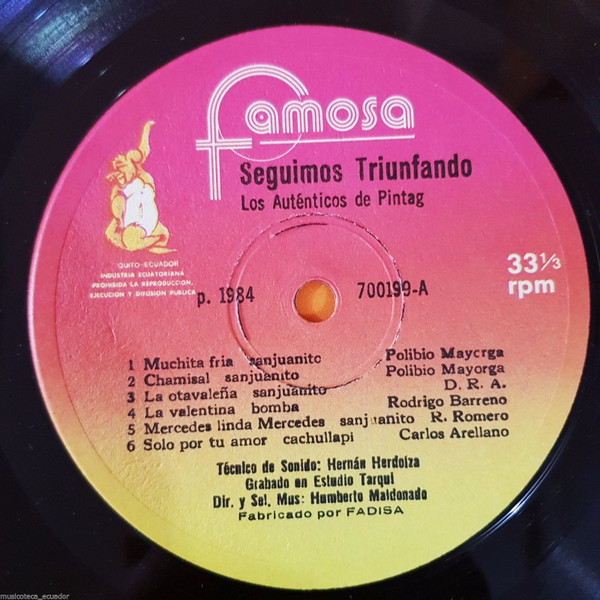 Famosa
Seguimos Triunfando
Los Auténticos de Pintag
QUITO-ECUADOR
INDUSTRIA ECUATORIANA
PROHIBIDA LA REPRODUCCION,
EJECUCION Y DIFUSION PUBLICA
33 1/3
rpm
p. 1984 700199-A
1 Muchita fria sanjuanito Polibio Mayorga
2 Chamisal sanjuanito Polibio Mayorga
3 La otavaleña sanjuanito D. R. A.
4 La valentina bomba Rodrigo Barreno
5 Mercedes linda Mercedes sanjuanito R. Romero
6 Solo por tu amor cachullapi Carlos Arellano
Técnico de Sonido: Hernán Herdoíza
Grabado en Estudio Tarqui
Dir. y Sel. Mus: Humberto Maldonado
Fabricado por FADISA
musicoteca_ecuador